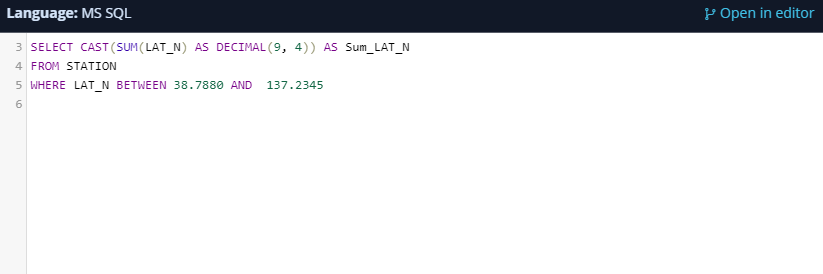 Language: MS SQL
Open in editor
3 SELECT CAST(SUM(LAT_N) AS DECIMAL(9, 4)) AS Sum_LAT_N
4 FROM STATION
5 WHERE LAT_N BETWEEN 38.7880 AND  137.2345
6